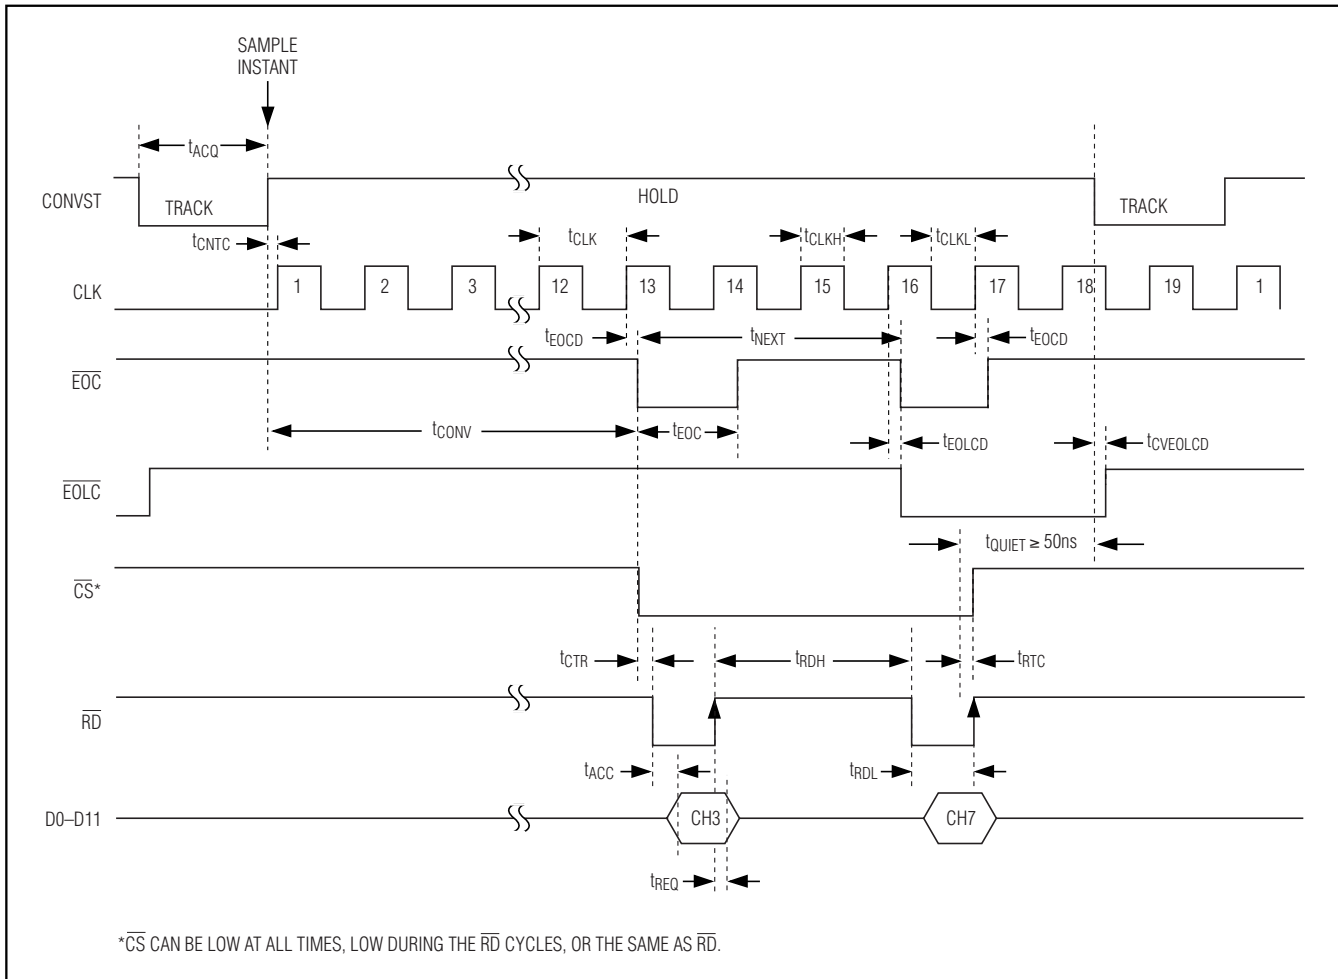 SAMPLE
INSTANT
tACQ
CONVST
TRACK
HOLD
TRACK
tCNTC
tCLK
tCLKH
tCLKL
CLK
1 2 3 12 13 14 15 16 17 18 19 1
tEOCD
tNEXT
tEOCD
EOC
tCONV
tEOC
tEOLCD
tCVEOLCD
EOLC
tQUIET ≥ 50ns
CS*
tCTR
tRDH
tRTC
RD
tACC
tRDL
D0–D11
CH3
CH7
tREQ
*CS CAN BE LOW AT ALL TIMES, LOW DURING THE RD CYCLES, OR THE SAME AS RD.